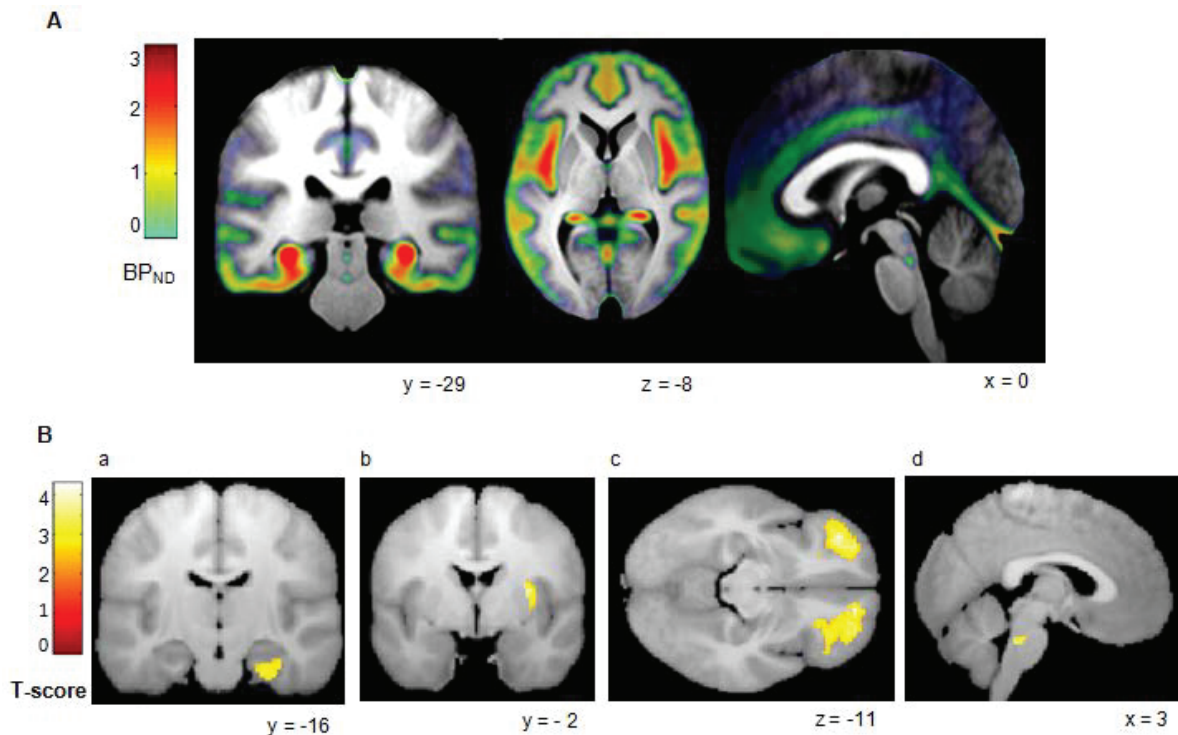 A
3
2
1
0
BP_ND
y = -29
z = -8
x = 0
B
a
b
c
d
4
3
2
1
0
T-score
y = -16
y = - 2
z = -11
x = 3